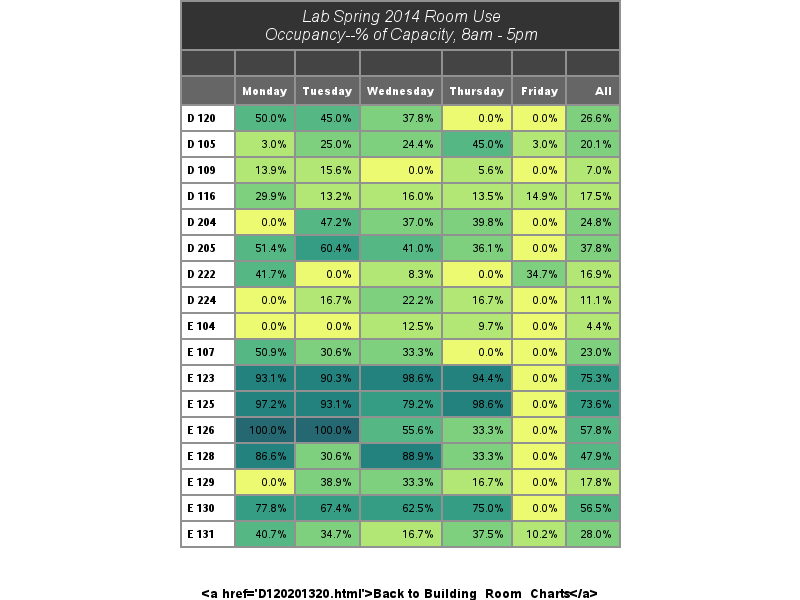 Lab Spring 2014 Room Use
Occupancy--% of Capacity, 8am - 5pm
Monday Tuesday Wednesday Thursday Friday All
D 120 50.0% 45.0% 37.8% 0.0% 0.0% 26.6%
D 105 3.0% 25.0% 24.4% 45.0% 3.0% 20.1%
D 109 13.9% 15.6% 0.0% 5.6% 0.0% 7.0%
D 116 29.9% 13.2% 16.0% 13.5% 14.9% 17.5%
D 204 0.0% 47.2% 37.0% 39.8% 0.0% 24.8%
D 205 51.4% 60.4% 41.0% 36.1% 0.0% 37.8%
D 222 41.7% 0.0% 8.3% 0.0% 34.7% 16.9%
D 224 0.0% 16.7% 22.2% 16.7% 0.0% 11.1%
E 104 0.0% 0.0% 12.5% 9.7% 0.0% 4.4%
E 107 50.9% 30.6% 33.3% 0.0% 0.0% 23.0%
E 123 93.1% 90.3% 98.6% 94.4% 0.0% 75.3%
E 125 97.2% 93.1% 79.2% 98.6% 0.0% 73.6%
E 126 100.0% 100.0% 55.6% 33.3% 0.0% 57.8%
E 128 86.6% 30.6% 88.9% 33.3% 0.0% 47.9%
E 129 0.0% 38.9% 33.3% 16.7% 0.0% 17.8%
E 130 77.8% 67.4% 62.5% 75.0% 0.0% 56.5%
E 131 40.7% 34.7% 16.7% 37.5% 10.2% 28.0%
<a href='D120201320.html'>Back to Building_Room_Charts</a>